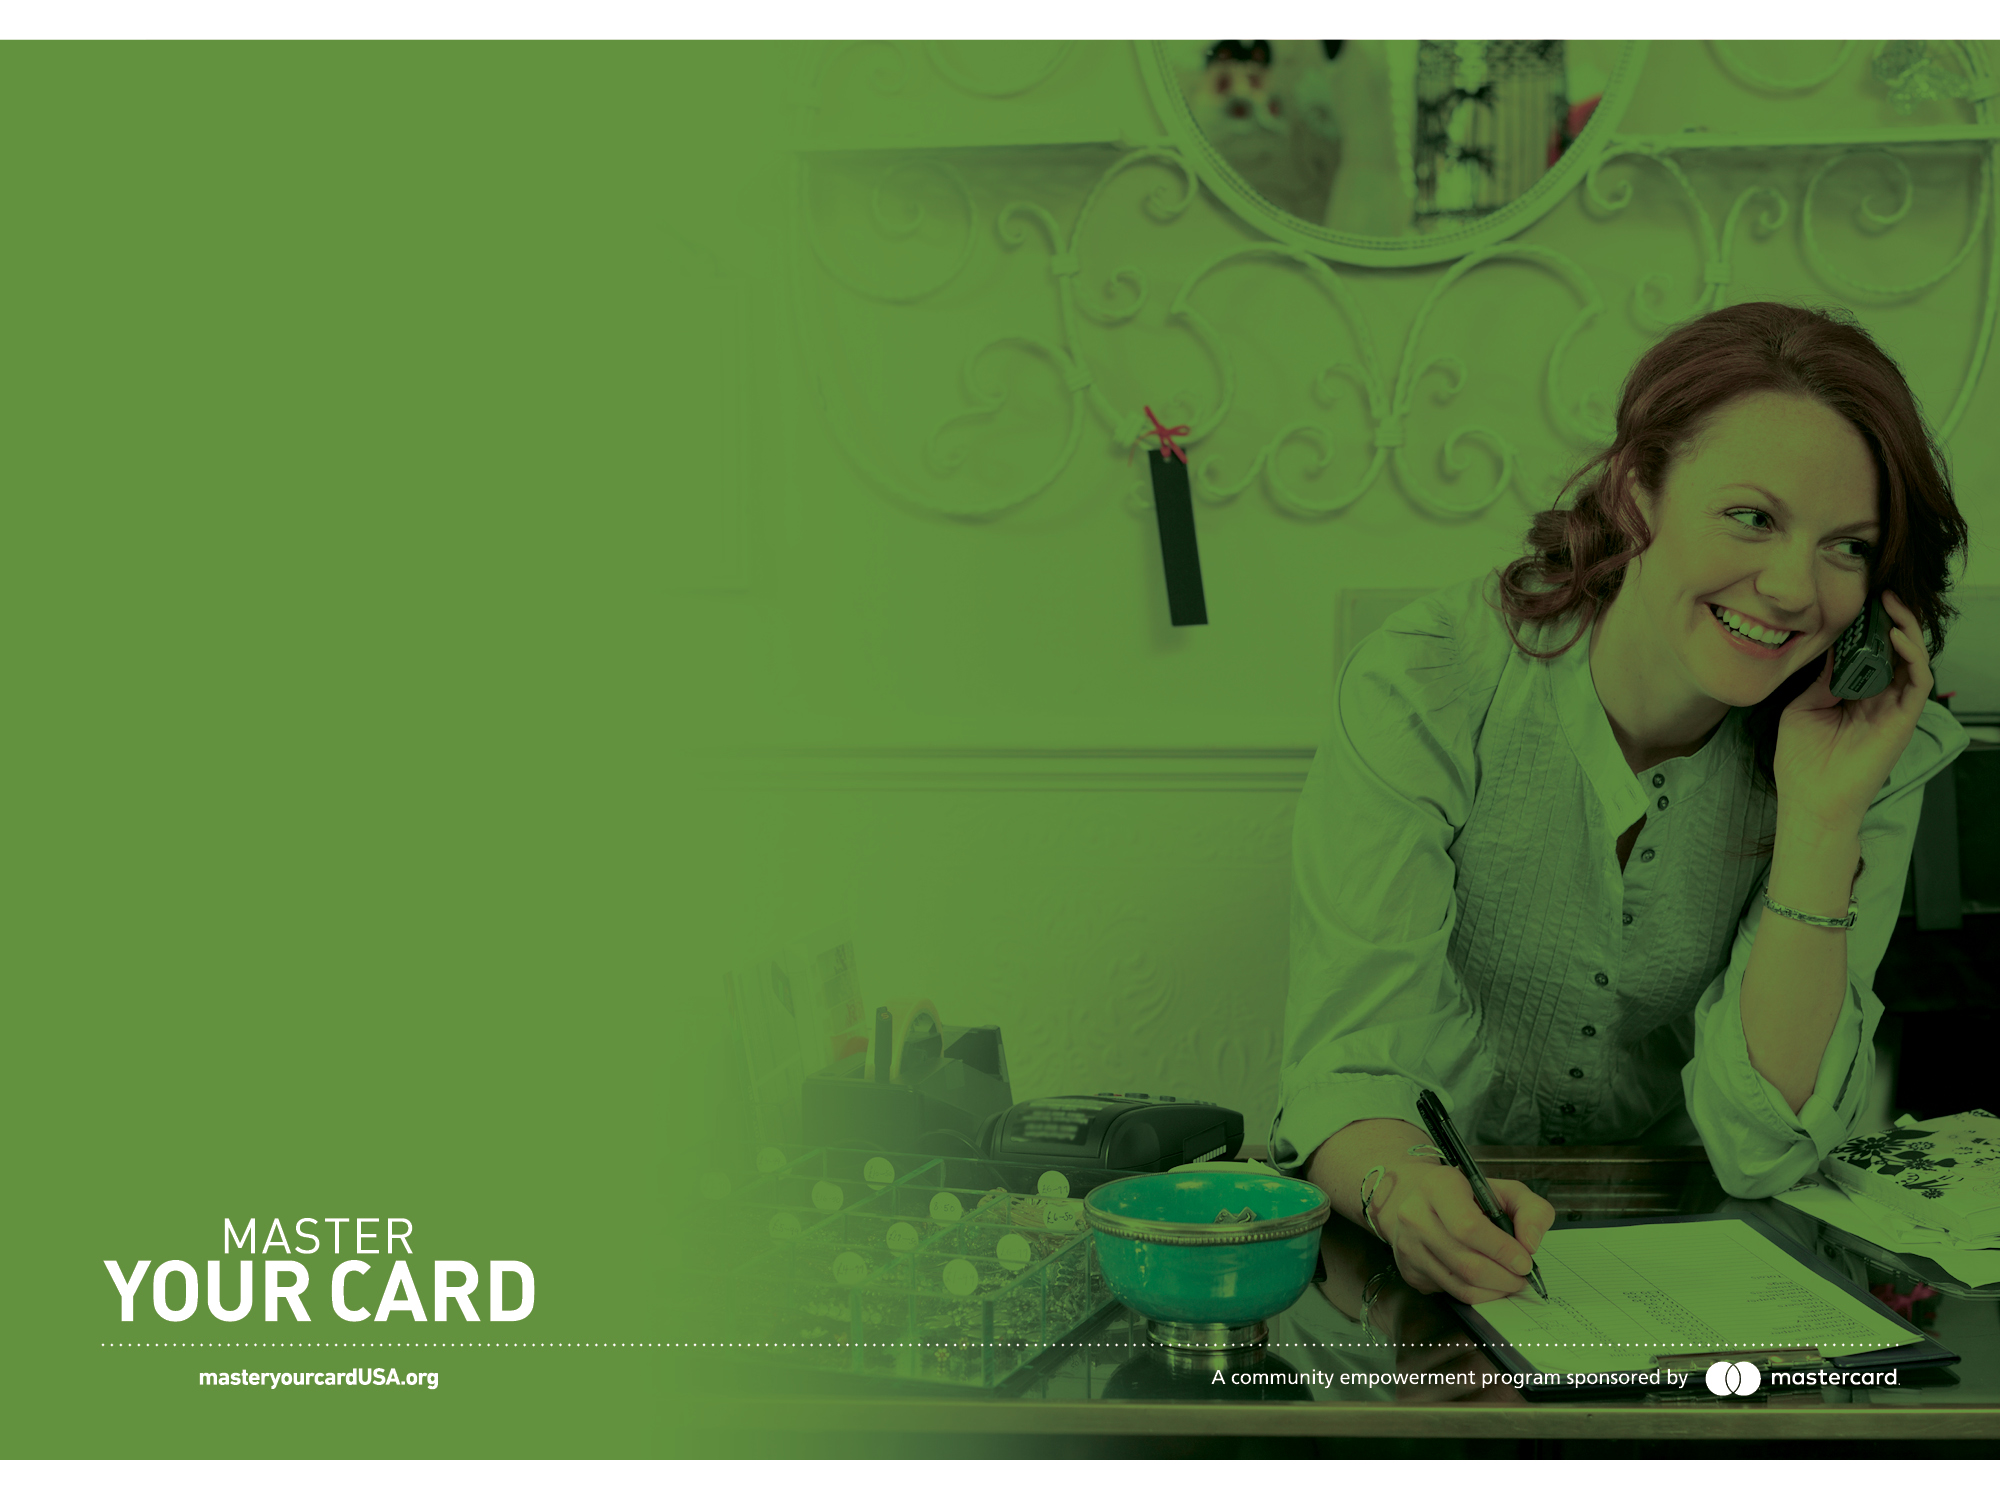 MASTER
YOUR CARD
masteryourcardUSA.org
A community empowerment program sponsored by mastercard.